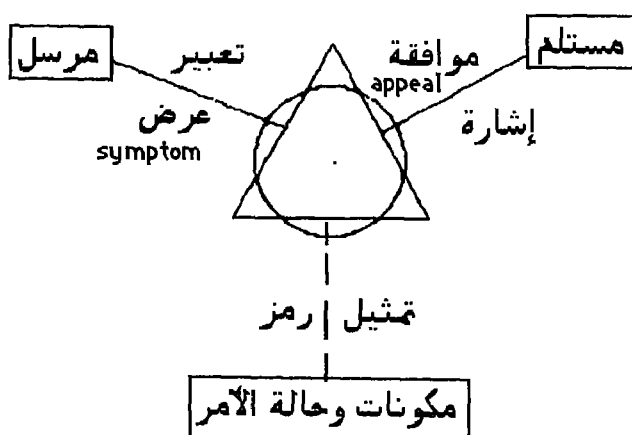 مستلم
موافقة
appeal
إشارة
تعبير
مرسل
عرض
symptom
تمثيل
رمز
مكونات وحالة الأمر